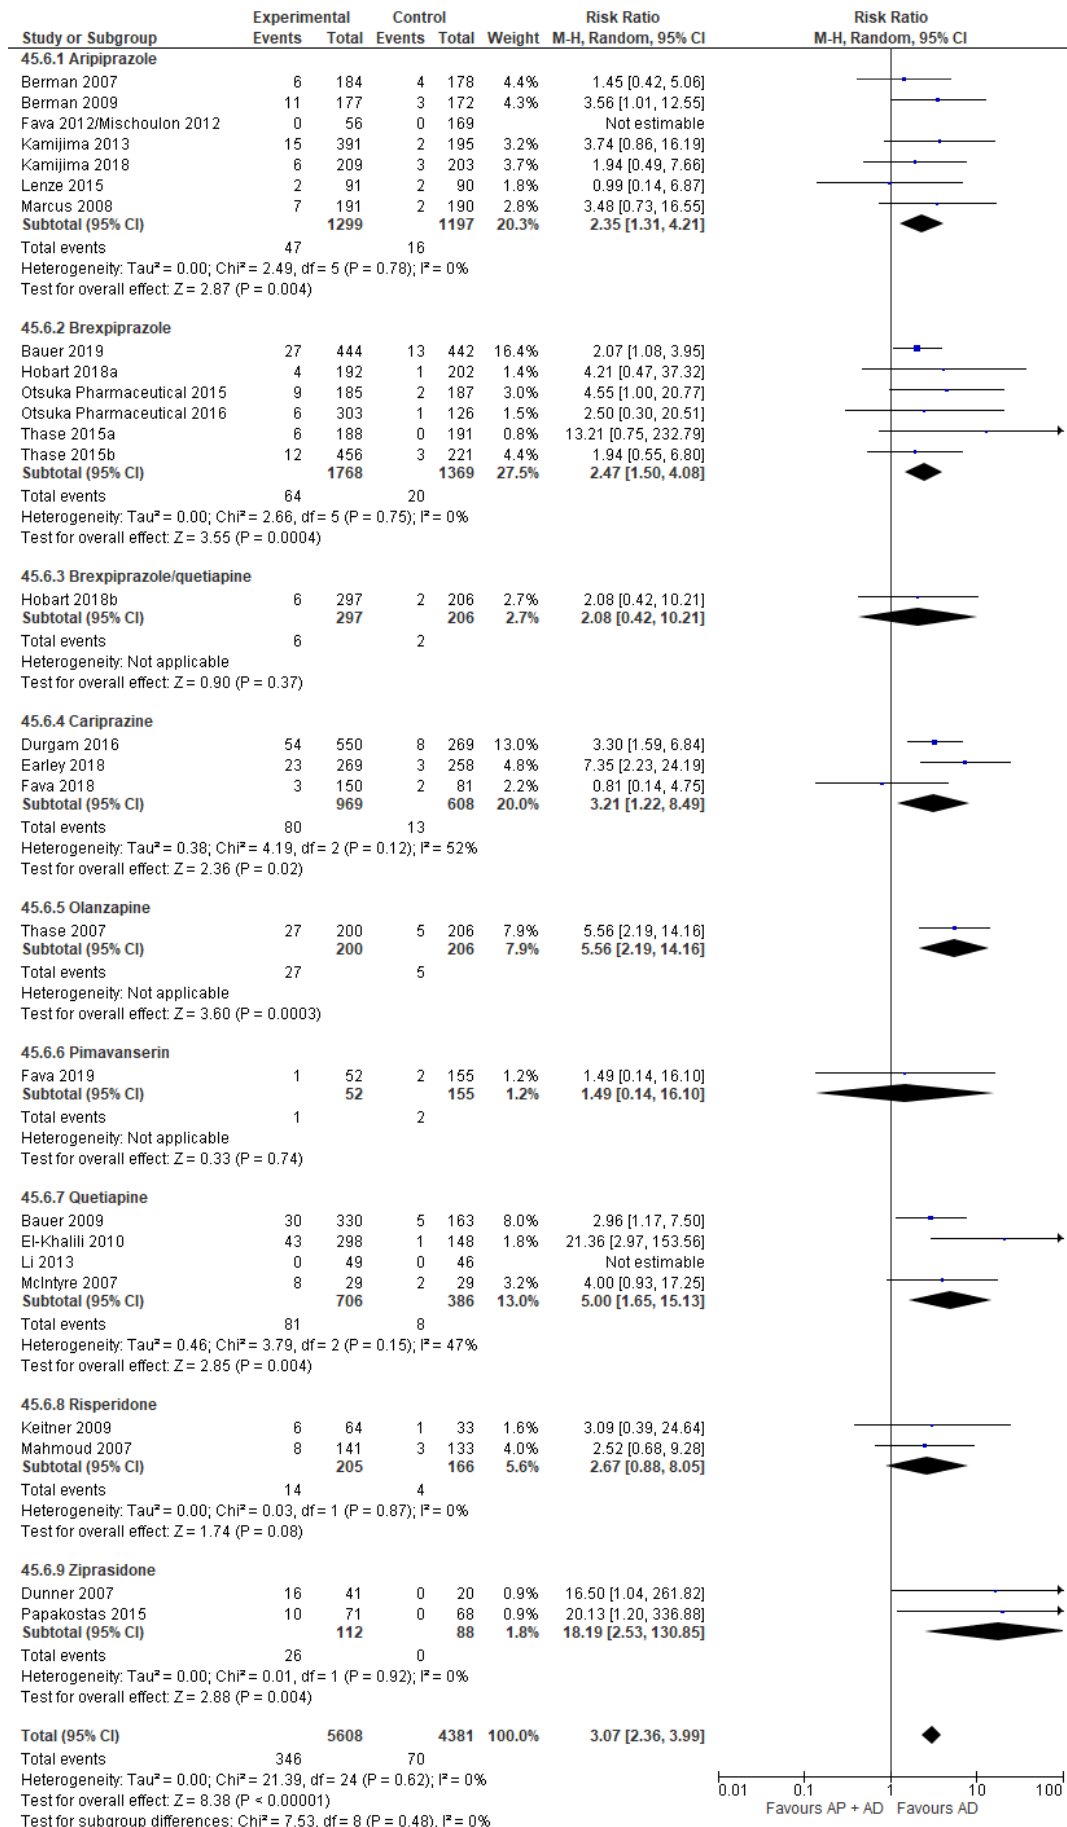 Experimental Control Risk Ratio Risk Ratio
Study or Subgroup Events Total Events Total Weight M-H, Random, 95% CI M-H, Random, 95% CI
45.6.1 Aripiprazole
Berman 2007 6 184 4 178 4.4% 1.45 [0.42, 5.06]
Berman 2009 11 177 3 172 4.3% 3.56 [1.01, 12.55]
Fava 2012/Mischoulon 2012 0 56 0 169 Not estimable
Kamijima 2013 15 391 2 195 3.2% 3.74 [0.86, 16.19]
Kamijima 2018 6 209 3 203 3.7% 1.94 [0.49, 7.66]
Lenze 2015 2 91 2 90 1.8% 0.99 [0.14, 6.87]
Marcus 2008 7 191 2 190 2.8% 3.48 [0.73, 16.55]
Subtotal (95% CI) 1299 1197 20.3% 2.35 [1.31, 4.21]
Total events 47 16
Heterogeneity: Tau² = 0.00; Chi² = 2.49, df = 5 (P = 0.78); I² = 0%
Test for overall effect: Z = 2.87 (P = 0.004)
45.6.2 Brexpiprazole
Bauer 2019 27 444 13 442 16.4% 2.07 [1.08, 3.95]
Hobart 2018a 4 192 1 202 1.4% 4.21 [0.47, 37.32]
Otsuka Pharmaceutical 2015 9 185 2 187 3.0% 4.55 [1.00, 20.77]
Otsuka Pharmaceutical 2016 6 303 1 126 1.5% 2.50 [0.30, 20.51]
Thase 2015a 6 188 0 191 0.8% 13.21 [0.75, 232.79]
Thase 2015b 12 456 3 221 4.4% 1.94 [0.55, 6.80]
Subtotal (95% CI) 1768 1369 27.5% 2.47 [1.50, 4.08]
Total events 64 20
Heterogeneity: Tau² = 0.00; Chi² = 2.66, df = 5 (P = 0.75); I² = 0%
Test for overall effect: Z = 3.55 (P = 0.0004)
45.6.3 Brexpiprazole/quetiapine
Hobart 2018b 6 297 2 206 2.7% 2.08 [0.42, 10.21]
Subtotal (95% CI) 297 206 2.7% 2.08 [0.42, 10.21]
Total events 6 2
Heterogeneity: Not applicable
Test for overall effect: Z = 0.90 (P = 0.37)
45.6.4 Cariprazine
Durgam 2016 54 550 8 269 13.0% 3.30 [1.59, 6.84]
Earley 2018 23 269 3 258 4.8% 7.35 [2.23, 24.19]
Fava 2018 3 150 2 81 2.2% 0.81 [0.14, 4.75]
Subtotal (95% CI) 969 608 20.0% 3.21 [1.22, 8.49]
Total events 80 13
Heterogeneity: Tau² = 0.38; Chi² = 4.19, df = 2 (P = 0.12); I² = 52%
Test for overall effect: Z = 2.36 (P = 0.02)
45.6.5 Olanzapine
Thase 2007 27 200 5 206 7.9% 5.56 [2.19, 14.16]
Subtotal (95% CI) 200 206 7.9% 5.56 [2.19, 14.16]
Total events 27 5
Heterogeneity: Not applicable
Test for overall effect: Z = 3.60 (P = 0.0003)
45.6.6 Pimavanserin
Fava 2019 1 52 2 155 1.2% 1.49 [0.14, 16.10]
Subtotal (95% CI) 52 155 1.2% 1.49 [0.14, 16.10]
Total events 1 2
Heterogeneity: Not applicable
Test for overall effect: Z = 0.33 (P = 0.74)
45.6.7 Quetiapine
Bauer 2009 30 330 5 163 8.0% 2.96 [1.17, 7.50]
El-Khalili 2010 43 298 1 148 1.8% 21.36 [2.97, 153.56]
Li 2013 0 49 0 46 Not estimable
McIntyre 2007 8 29 2 29 3.2% 4.00 [0.93, 17.25]
Subtotal (95% CI) 706 386 13.0% 5.00 [1.65, 15.13]
Total events 81 8
Heterogeneity: Tau² = 0.46; Chi² = 3.79, df = 2 (P = 0.15); I² = 47%
Test for overall effect: Z = 2.85 (P = 0.004)
45.6.8 Risperidone
Keitner 2009 6 64 1 33 1.6% 3.09 [0.39, 24.64]
Mahmoud 2007 8 141 3 133 4.0% 2.52 [0.68, 9.28]
Subtotal (95% CI) 205 166 5.6% 2.67 [0.88, 8.05]
Total events 14 4
Heterogeneity: Tau² = 0.00; Chi² = 0.03, df = 1 (P = 0.87); I² = 0%
Test for overall effect: Z = 1.74 (P = 0.08)
45.6.9 Ziprasidone
Dunner 2007 16 41 0 20 0.9% 16.50 [1.04, 261.82]
Papakostas 2015 10 71 0 68 0.9% 20.13 [1.20, 336.88]
Subtotal (95% CI) 112 88 1.8% 18.19 [2.53, 130.85]
Total events 26 0
Heterogeneity: Tau² = 0.00; Chi² = 0.01, df = 1 (P = 0.92); I² = 0%
Test for overall effect: Z = 2.88 (P = 0.004)
Total (95% CI) 5608 4381 100.0% 3.07 [2.36, 3.99]
Total events 346 70
Heterogeneity: Tau² = 0.00; Chi² = 21.39, df = 24 (P = 0.62); I² = 0%
Test for overall effect: Z = 8.38 (P < 0.00001)
Test for subgroup differences: Chi² = 7.53, df = 8 (P = 0.48), I² = 0%
0.01 0.1 1 10 100
Favours AP + AD Favours AD